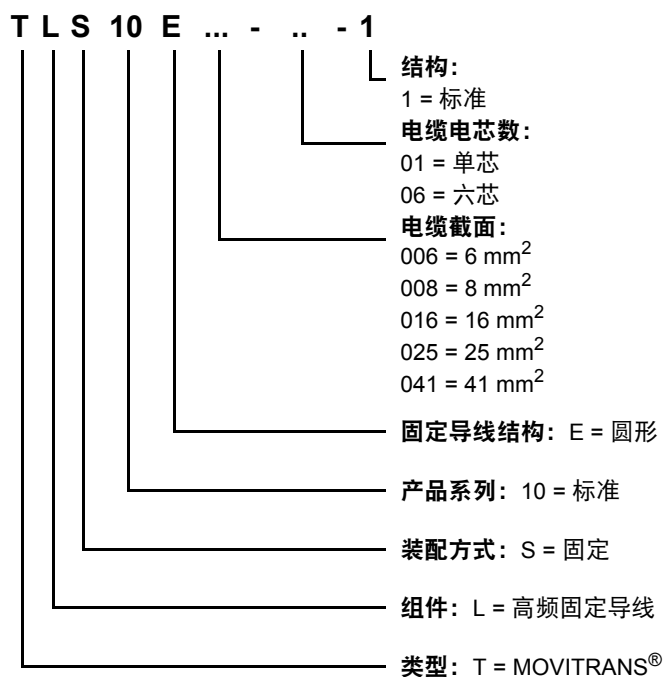 T L S 10 E ... - .. - 1
结构：
1 = 标准
电缆电芯数：
01 = 单芯
06 = 六芯
电缆截面：
006 = 6 mm²
008 = 8 mm²
016 = 16 mm²
025 = 25 mm²
041 = 41 mm²
固定导线结构：E = 圆形
产品系列：10 = 标准
装配方式：S = 固定
组件：L = 高频固定导线
类型：T = MOVITRANS®